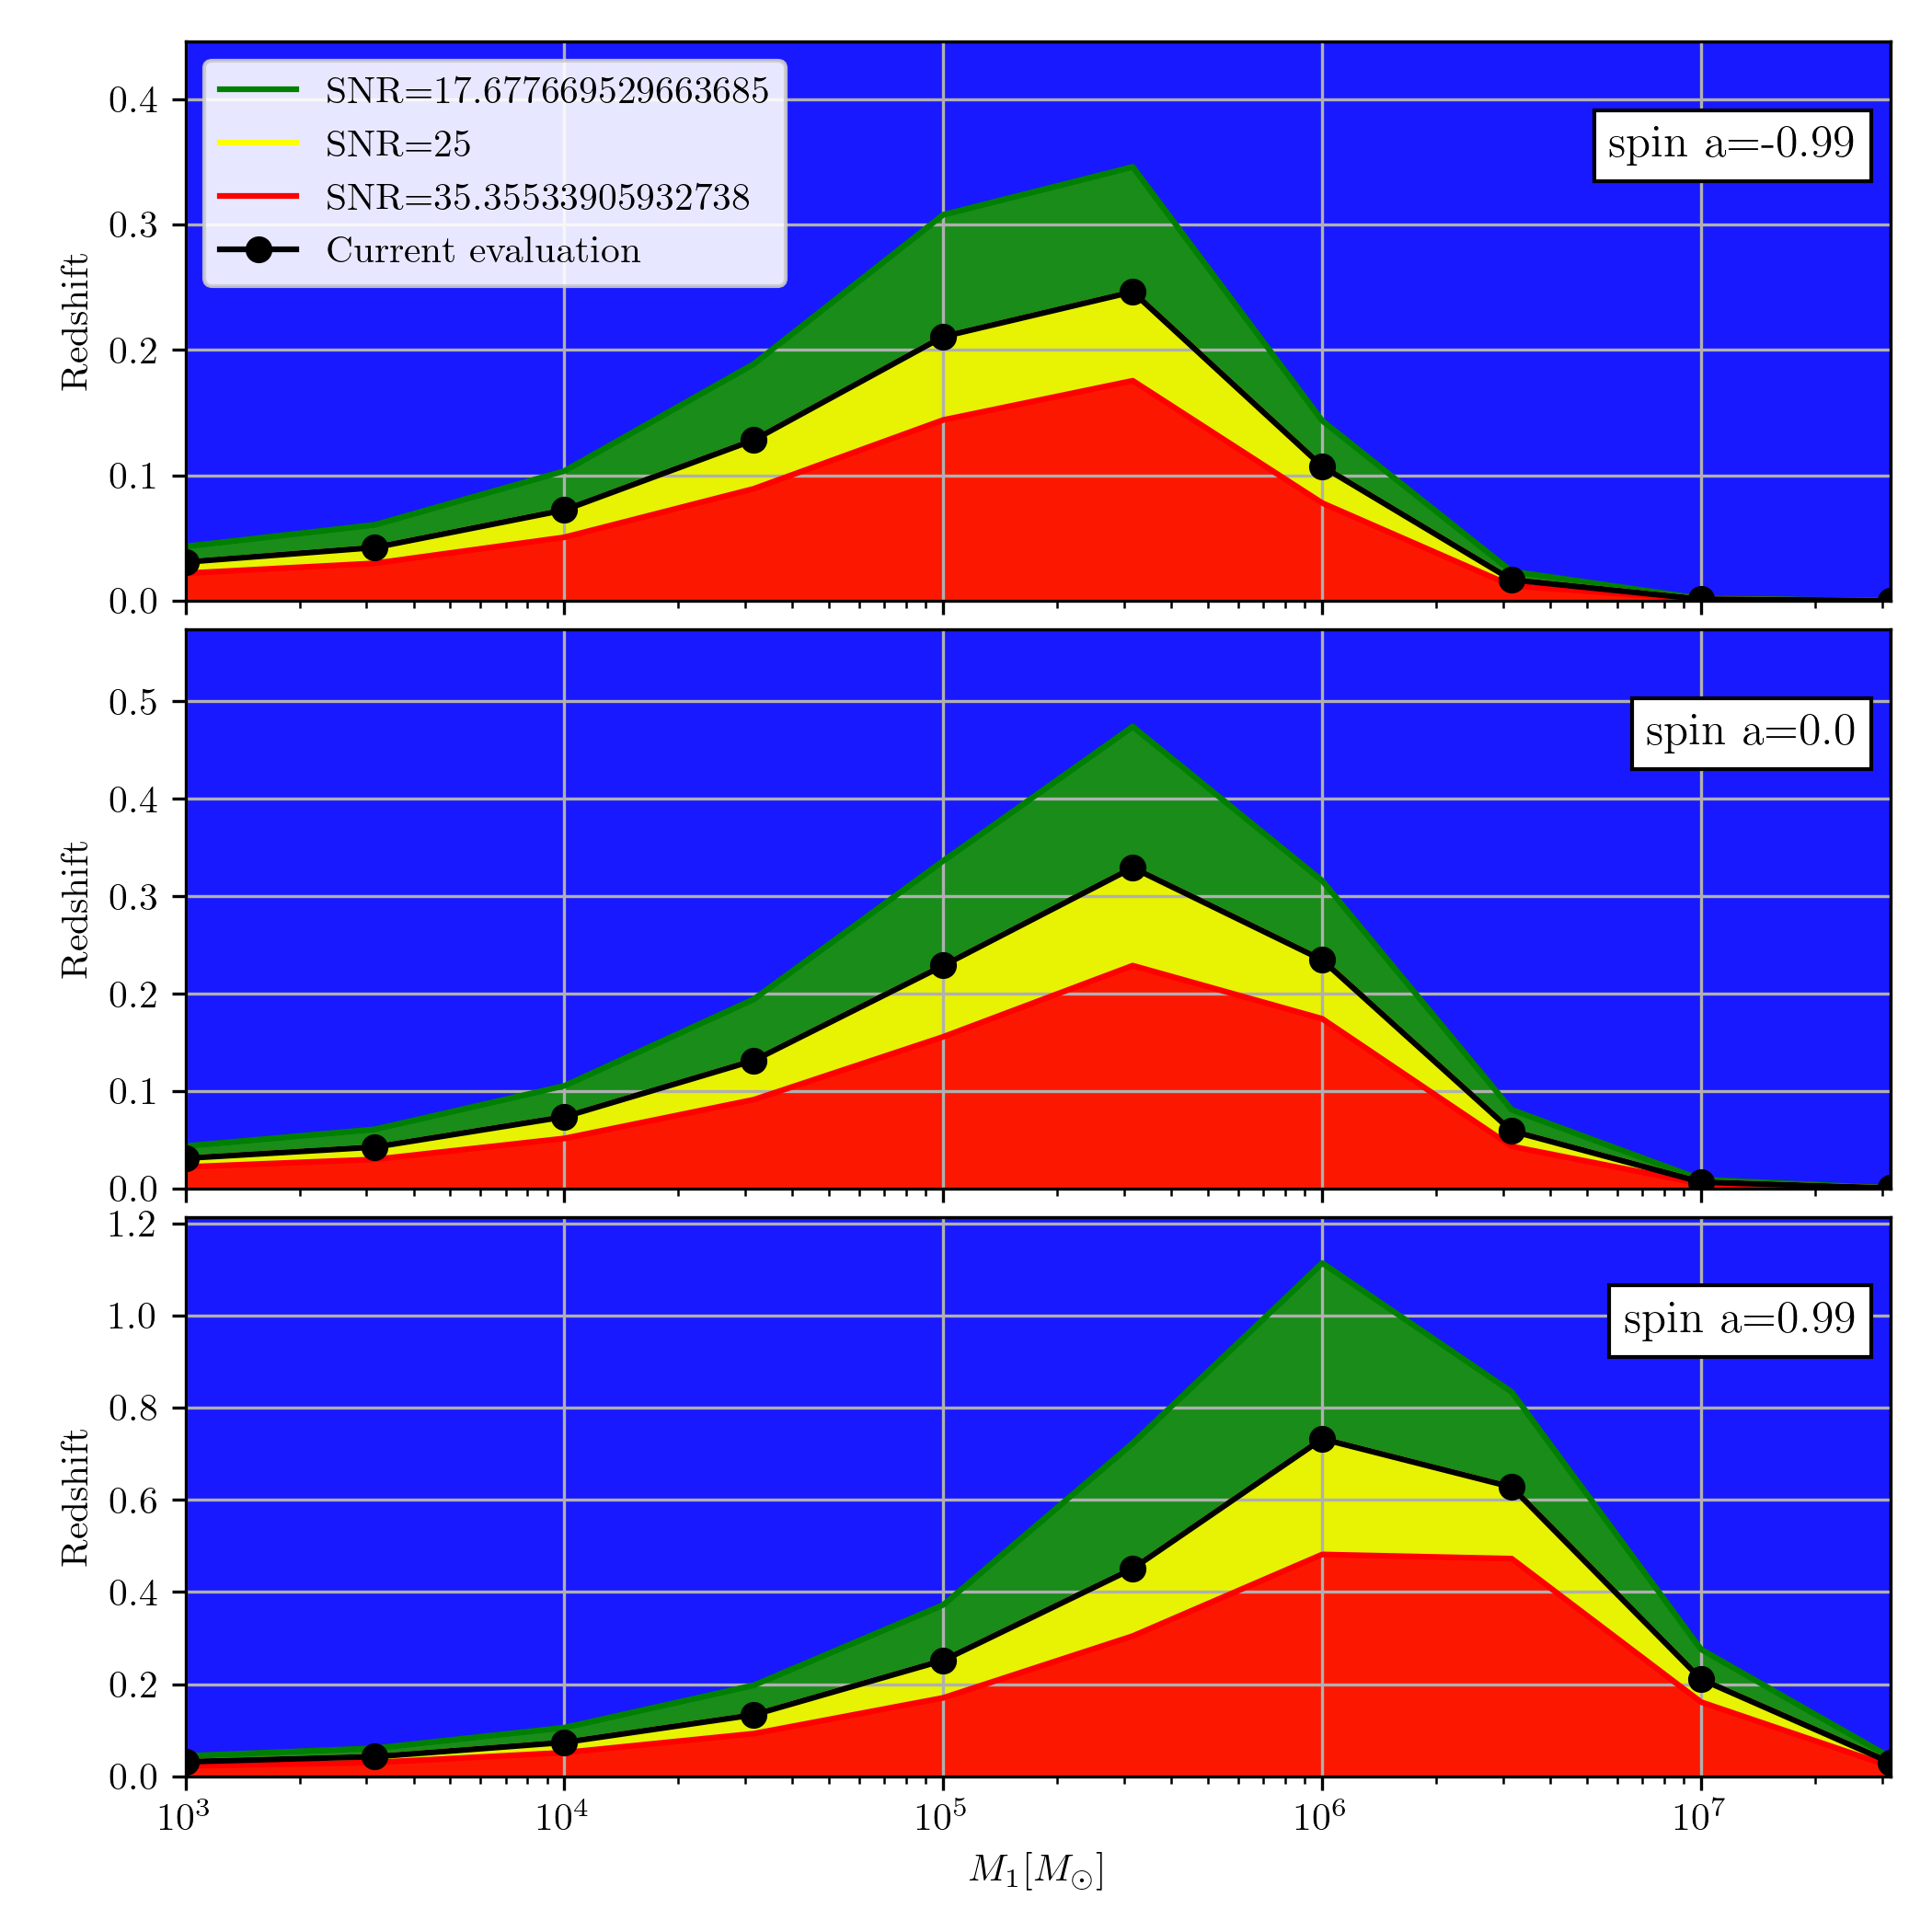 SNR=17.677669529663685
SNR=25
SNR=35.35533905932738
Current evaluation
spin a=-0.99
Redshift
0.4
0.3
0.2
0.1
0.0
spin a=0.0
Redshift
0.5
0.4
0.3
0.2
0.1
0.0
spin a=0.99
Redshift
1.2
1.0
0.8
0.6
0.4
0.2
0.0
10³ 10⁴ 10⁵ 10⁶ 10⁷
M₁[M⊙]